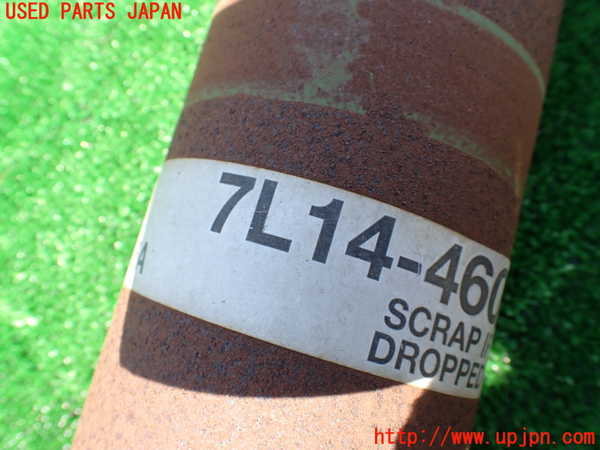 USED PARTS JAPAN
7L14-460
SCRAP
DROPPED
http://www.upjpn.com